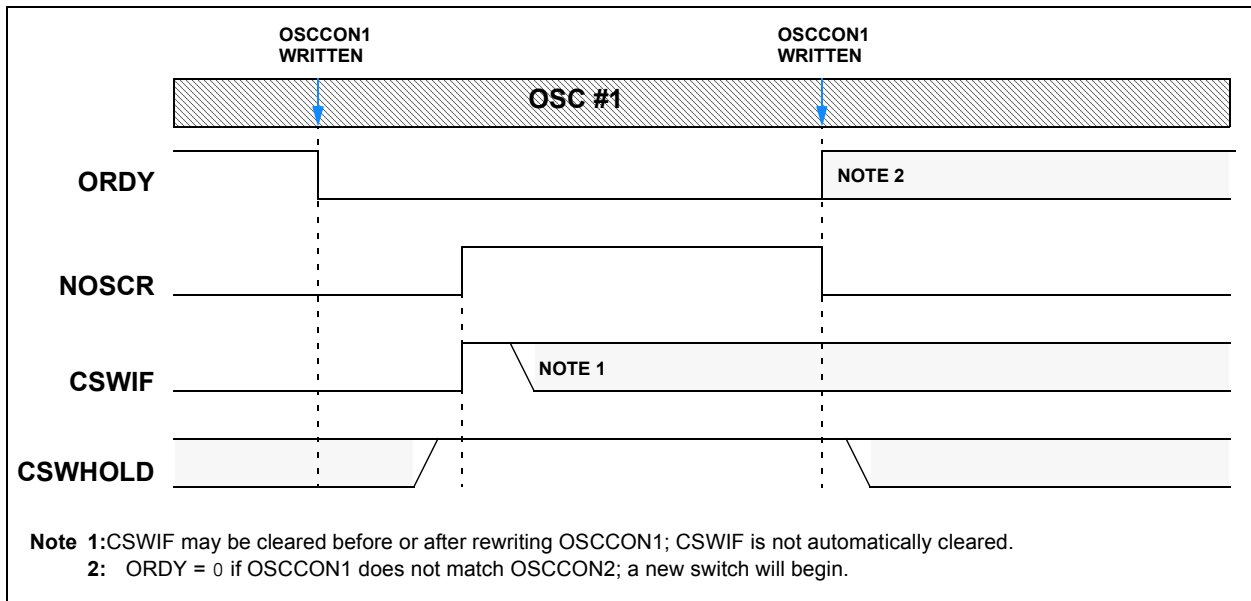 OSCCON1
WRITTEN
OSCCON1
WRITTEN
OSC #1
ORDY
NOTE 2
NOSCR
CSWIF
NOTE 1
CSWHOLD
Note 1:CSWIF may be cleared before or after rewriting OSCCON1; CSWIF is not automatically cleared.
2: ORDY = 0 if OSCCON1 does not match OSCCON2; a new switch will begin.